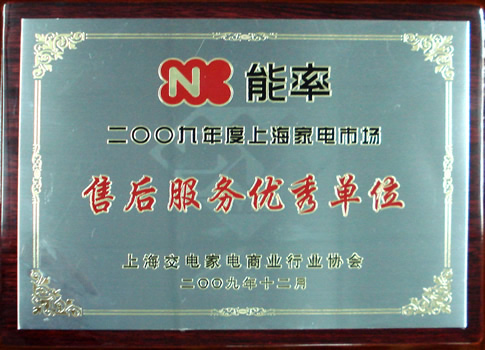 N 能率
二〇〇九年度上海家电市场
售后服务优秀单位
上海交电家电商业行业协会
二〇〇九年十二月